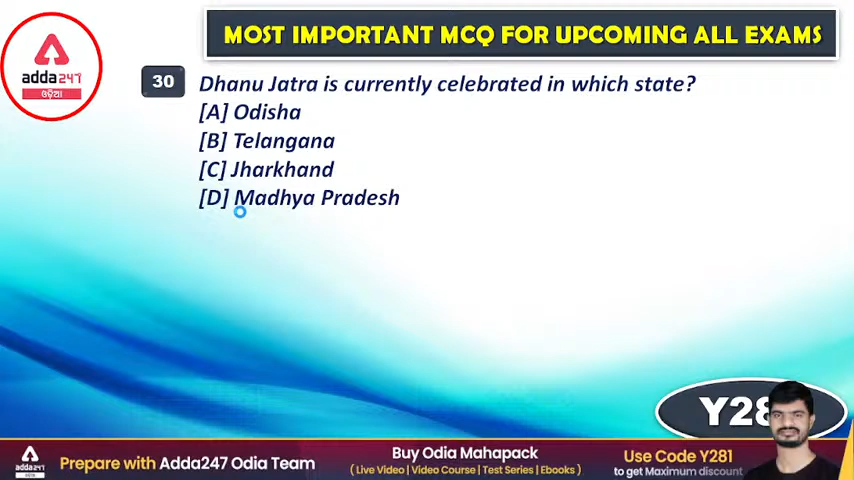 MOST IMPORTANT MCQ FOR UPCOMING ALL EXAMS
adda247
ଓଡ଼ିଆ
30
Dhanu Jatra is currently celebrated in which state?
[A] Odisha
[B] Telangana
[C] Jharkhand
[D] Madhya Pradesh
Y28
adda247
Prepare with Adda247 Odia Team
Buy Odia Mahapack
( Live Video | Video Course | Test Series | Ebooks )
Use Code Y281
to get Maximum discount